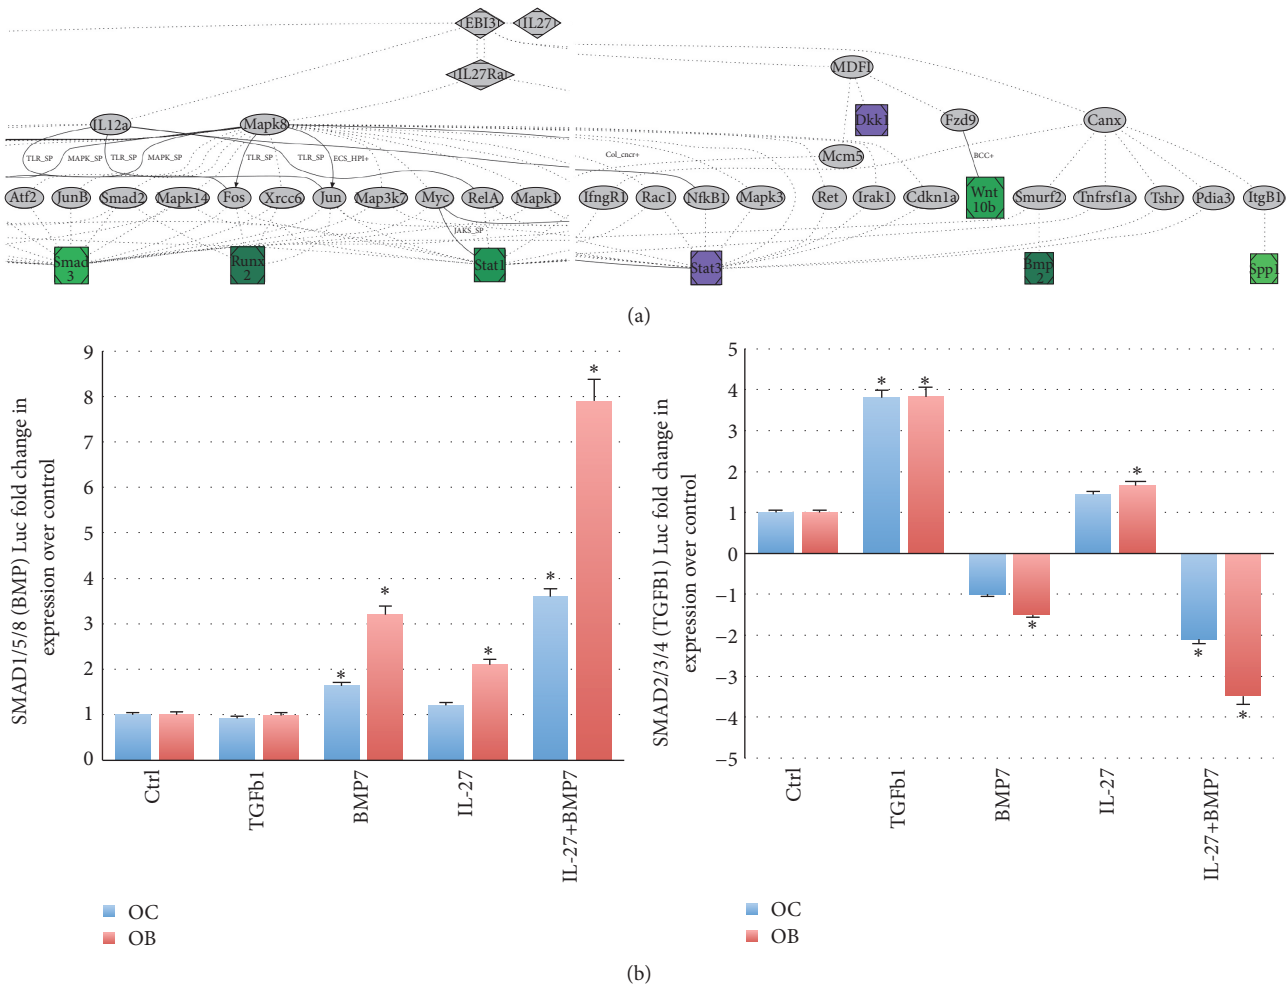 EBI3 IL27
IL27Ra
MDFI
IL12a Mapk8 Dkk1 Fzd9 Canx
TLR_SP MAPK_SP TLR_SP MAPK_SP TLR_SP TLR_SP ECS_HPI+ Col_cncr+ Mcm5 BCC+
Atf2 JunB Smad2 Mapk14 Fos Xrcc6 Jun Map3k7 Myc RelA Mapk1 IfngR1 Rac1 NfkB1 Mapk3 Ret Irak1 Cdkn1a Wnt Smurf2 Tnfrsf1a Tshr Pdia3 ItgB1
10b
JAKS_SP
Smad Runx Stat1 Stat3 Bmp Spp1
3 2 2
(a)
SMAD1/5/8 (BMP) Luc fold change in
expression over control
9
8
7
6
5
4
3
2
1
0
*
*
*
*
*
Ctrl
TGFb1
BMP7
IL-27
IL-27+BMP7
OC
OB
SMAD2/3/4 (TGFB1) Luc fold change in
expression over control
5
4
3
2
1
0
−1
−2
−3
−4
−5
* *
*
*
*
*
Ctrl
TGFb1
BMP7
IL-27
IL-27+BMP7
OC
OB
(b)